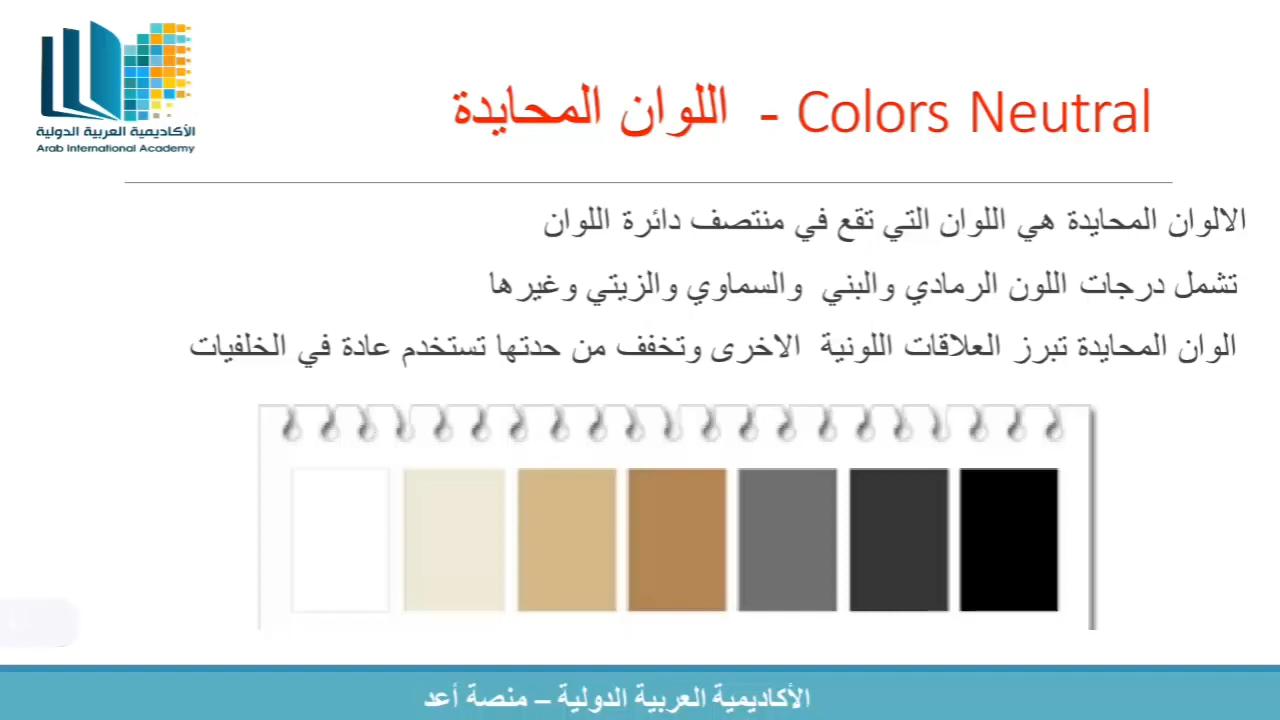 الأكاديمية العربية الدولية
Arab International Academy
Colors Neutral - اللوان المحايدة
الالوان المحايدة هي اللوان التي تقع في منتصف دائرة اللوان
تشمل درجات اللون الرمادي والبني والسماوي والزيتي وغيرها
الوان المحايدة تبرز العلاقات اللونية الاخرى وتخفف من حدتها تستخدم عادة في الخلفيات
الأكاديمية العربية الدولية – منصة أعد